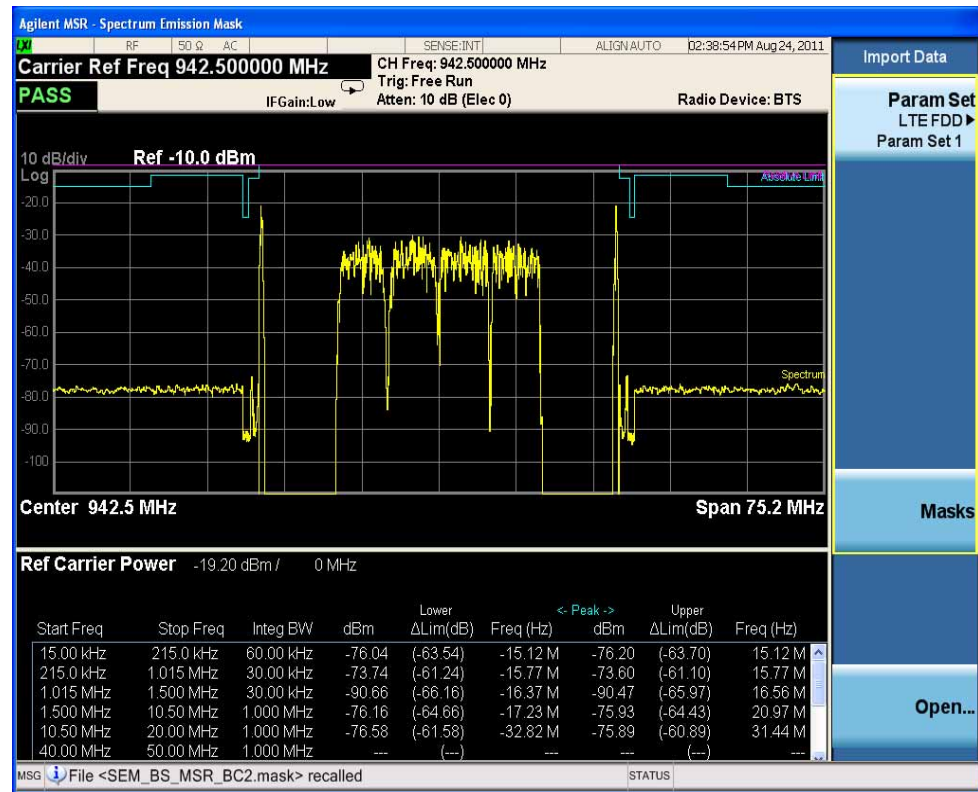 Agilent MSR - Spectrum Emission Mask
LXI RF 50 Ω AC SENSE:INT ALIGN AUTO 02:38:54 PM Aug 24, 2011
Carrier Ref Freq 942.500000 MHz
CH Freq: 942.500000 MHz
Trig: Free Run
PASS IFGain:Low Atten: 10 dB (Elec 0) Radio Device: BTS
10 dB/div Ref -10.0 dBm
Log
Absolute Limit
-20.0
-30.0
-40.0
-50.0
-60.0
-70.0
Spectrum
-80.0
-90.0
-100
Center 942.5 MHz Span 75.2 MHz
Ref Carrier Power -19.20 dBm / 0 MHz
Lower <- Peak -> Upper
Start Freq Stop Freq Integ BW dBm ΔLim(dB) Freq (Hz) dBm ΔLim(dB) Freq (Hz)
15.00 kHz 215.0 kHz 60.00 kHz -76.04 (-63.54) -15.12 M -76.20 (-63.70) 15.12 M
215.0 kHz 1.015 MHz 30.00 kHz -73.74 (-61.24) -15.77 M -73.60 (-61.10) 15.77 M
1.015 MHz 1.500 MHz 30.00 kHz -90.66 (-66.16) -16.37 M -90.47 (-65.97) 16.56 M
1.500 MHz 10.50 MHz 1.000 MHz -76.16 (-64.66) -17.23 M -75.93 (-64.43) 20.97 M
10.50 MHz 20.00 MHz 1.000 MHz -76.58 (-61.58) -32.82 M -75.89 (-60.89) 31.44 M
40.00 MHz 50.00 MHz 1.000 MHz --- (---) --- --- (---) ---
MSG File <SEM_BS_MSR_BC2.mask> recalled STATUS
Import Data
Param Set
LTE FDD
Param Set 1
Masks
Open...